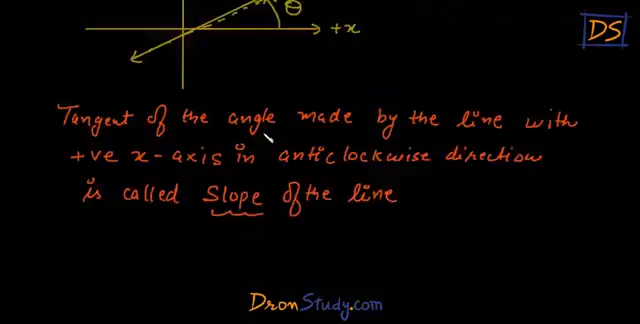 θ
+x
DS
Tangent of the angle made by the line with
+ve x-axis in anticlockwise direction
is called Slope of the line
DronStudy.com